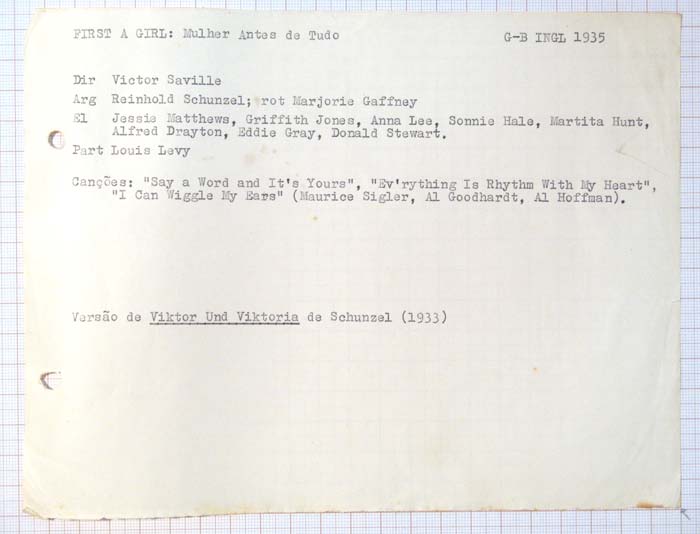 FIRST A GIRL: Mulher Antes de Tudo G-B INGL 1935
Dir Victor Saville
Arg Reinhold Schunzel; rot Marjorie Gaffney
El Jessie Matthews, Griffith Jones, Anna Lee, Sonnie Hale, Martita Hunt,
Alfred Drayton, Eddie Gray, Donald Stewart.
Part Louis Levy
Canções: "Say a Word and It's Yours", "Ev'rything Is Rhythm With My Heart",
"I Can Wiggle My Ears" (Maurice Sigler, Al Goodhardt, Al Hoffman).
Versão de Viktor Und Viktoria de Schunzel (1933)